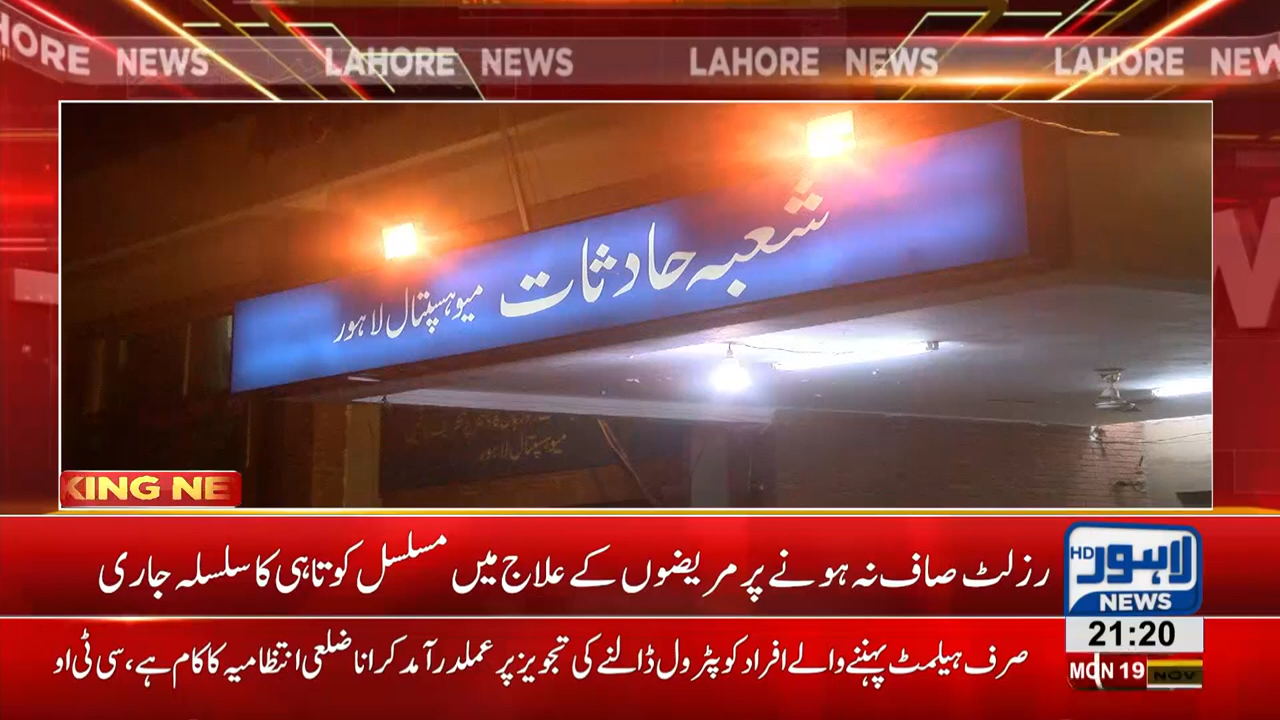 LAHORE NEWS LAHORE NEWS LAHORE NEWS LAHORE NEW
شعبہ حادثات میو ہسپتال لاہور
میو ہسپتال لاہور
KING NE
رزلٹ صاف نہ ہونے پر مریضوں کے علاج میں مسلسل کوتاہی کا سلسلہ جاری
HD لاہور
NEWS
21:20
MON 19 NOV
صرف ہیلمٹ پہننے والے افراد کو پٹرول ڈالنے کی تجویز پر عملدرآمد کرانا ضلعی انتظامیہ کا کام ہے، سی ٹی او